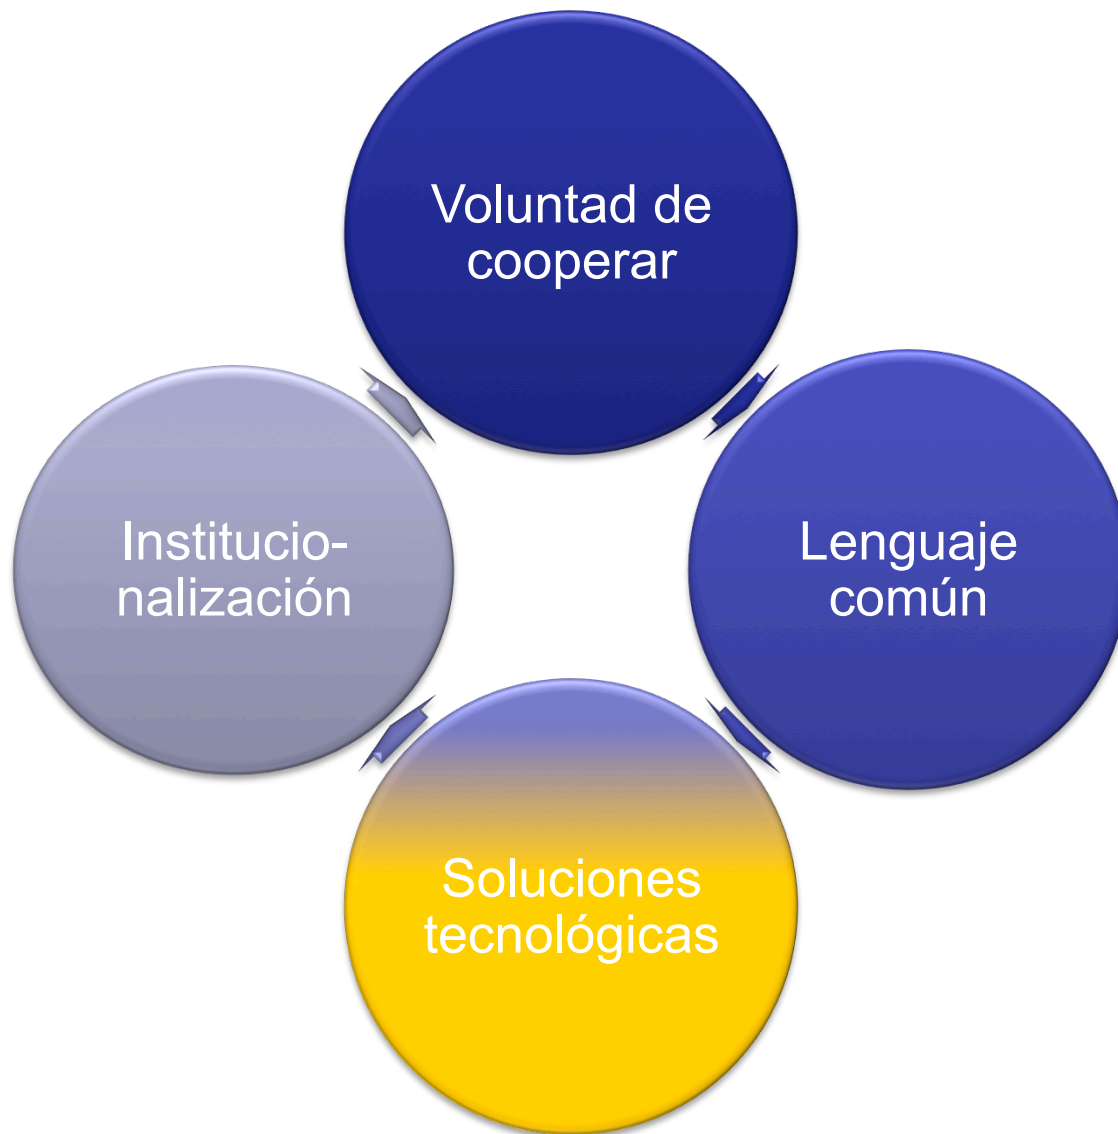 Voluntad de
cooperar
Institucio-
nalización
Lenguaje
común
Soluciones
tecnológicas